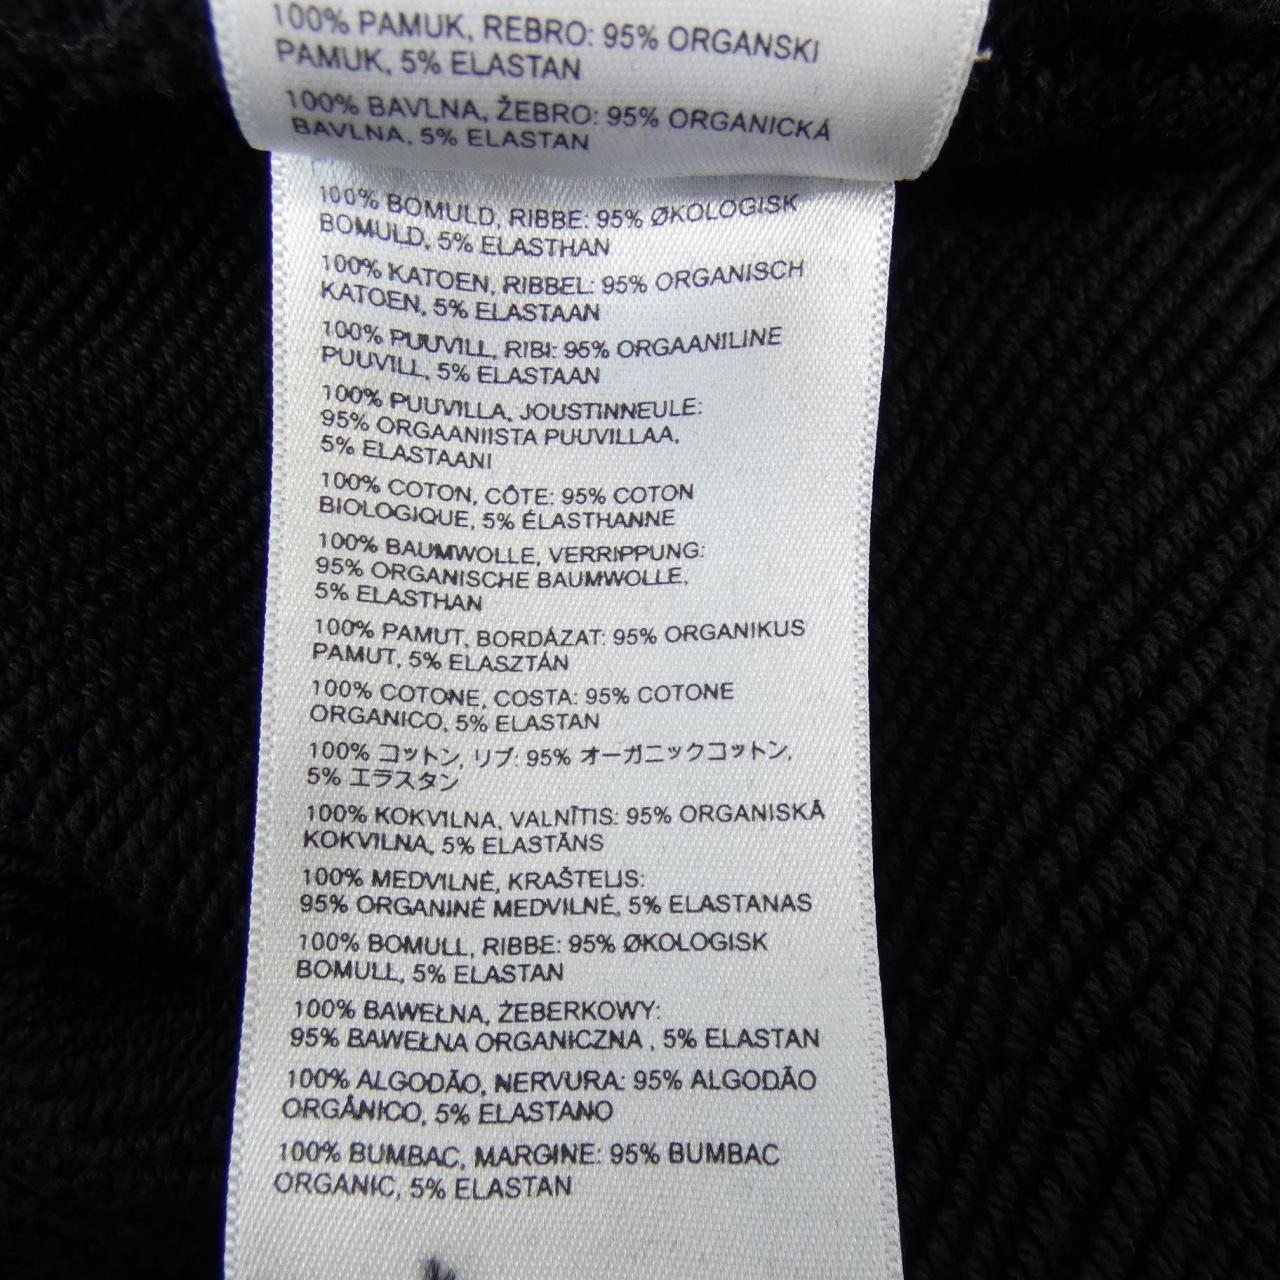 100% PAMUK, REBRO: 95% ORGANSKI
PAMUK, 5% ELASTAN
100% BAVLNA, ŽEBRO: 95% ORGANICKÁ
BAVLNA, 5% ELASTAN
100% BOMULD, RIBBE: 95% ØKOLOGISK
BOMULD, 5% ELASTHAN
100% KATOEN, RIBBEL: 95% ORGANISCH
KATOEN, 5% ELASTAAN
100% PUUVILL, RIBI: 95% ORGAANILINE
PUUVILL, 5% ELASTAAN
100% PUUVILLA, JOUSTINNEULE:
95% ORGAANIISTA PUUVILLAA,
5% ELASTAANI
100% COTON, CÔTE: 95% COTON
BIOLOGIQUE, 5% ÉLASTHANNE
100% BAUMWOLLE, VERRIPPUNG:
95% ORGANISCHE BAUMWOLLE,
5% ELASTHAN
100% PAMUT, BORDÁZAT: 95% ORGANIKUS
PAMUT, 5% ELASZTÁN
100% COTONE, COSTA: 95% COTONE
ORGANICO, 5% ELASTAN
100% コットン, リブ: 95% オーガニックコットン,
5% エラスタン
100% KOKVILNA, VALNĪTIS: 95% ORGANISKĀ
KOKVILNA, 5% ELASTĀNS
100% MEDVILNĖ, KRAŠTELIS:
95% ORGANINĖ MEDVILNĖ, 5% ELASTANAS
100% BOMULL, RIBBE: 95% ØKOLOGISK
BOMULL, 5% ELASTAN
100% BAWEŁNA, ŻEBERKOWY:
95% BAWEŁNA ORGANICZNA , 5% ELASTAN
100% ALGODÃO, NERVURA: 95% ALGODÃO
ORGÂNICO, 5% ELASTANO
100% BUMBAC, MARGINE: 95% BUMBAC
ORGANIC, 5% ELASTAN